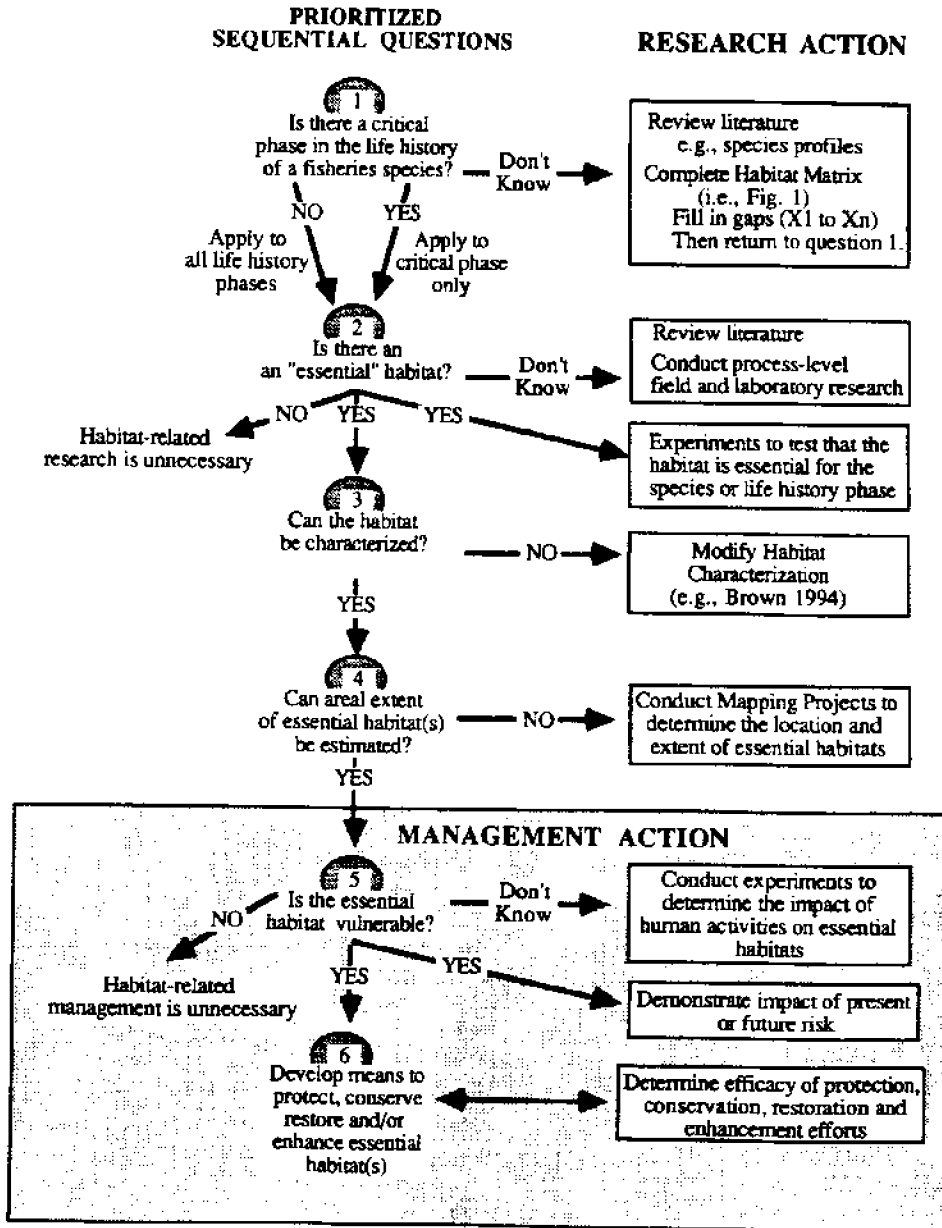 PRIORITIZED
SEQUENTIAL QUESTIONS
RESEARCH ACTION
1
Is there a critical
phase in the life history
of a fisheries species?
Don't
Know
Review literature
e.g., species profiles
Complete Habitat Matrix
(i.e., Fig. 1)
Fill in gaps (X1 to Xn)
Then return to question 1.
NO
YES
Apply to
all life history
phases
Apply to
critical phase
only
2
Is there an
an "essential" habitat?
Don't
Know
Review literature
Conduct process-level
field and laboratory research
NO
YES
YES
Habitat-related
research is unnecessary
Experiments to test that the
habitat is essential for the
species or life history phase
3
Can the habitat
be characterized?
NO
Modify Habitat
Characterization
(e.g., Brown 1994)
YES
4
Can areal extent
of essential habitat(s)
be estimated?
NO
Conduct Mapping Projects to
determine the location and
extent of essential habitats
YES
MANAGEMENT ACTION
5
Is the essential
habitat vulnerable?
Don't
Know
Conduct experiments to
determine the impact of
human activities on essential
habitats
NO
YES
YES
Habitat-related
management is unnecessary
Demonstrate impact of present
or future risk
6
Develop means to
protect, conserve
restore and/or
enhance essential
habitat(s)
Determine efficacy of protection,
conservation, restoration and
enhancement efforts